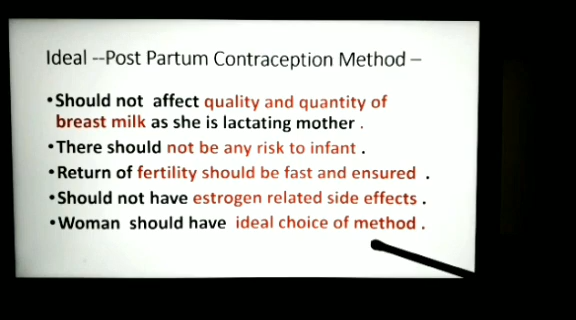 Ideal --Post Partum Contraception Method –
•Should not affect quality and quantity of
breast milk as she is lactating mother .
•There should not be any risk to infant .
•Return of fertility should be fast and ensured .
•Should not have estrogen related side effects .
•Woman should have ideal choice of method .